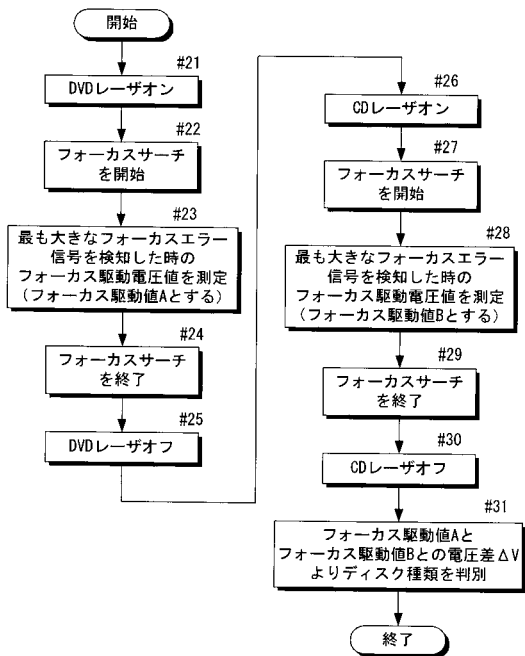 開始
#21
DVDレーザオン
#22
フォーカスサーチ
を開始
#23
最も大きなフォーカスエラー
信号を検知した時の
フォーカス駆動電圧値を測定
(フォーカス駆動値Aとする)
#24
フォーカスサーチ
を終了
#25
DVDレーザオフ
#26
CDレーザオン
#27
フォーカスサーチ
を開始
#28
最も大きなフォーカスエラー
信号を検知した時の
フォーカス駆動電圧値を測定
(フォーカス駆動値Bとする)
#29
フォーカスサーチ
を終了
#30
CDレーザオフ
#31
フォーカス駆動値Aと
フォーカス駆動値Bとの電圧差ΔV
よりディスク種類を判別
終了